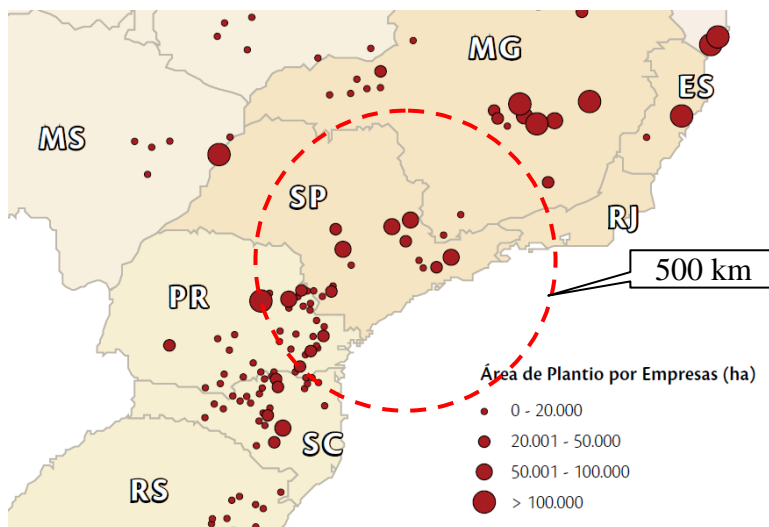 MG
ES
MS
SP
RJ
500 km
PR
Área de Plantio por Empresas (ha)
0 - 20.000
20.001 - 50.000
SC
50.001 - 100.000
RS
> 100.000